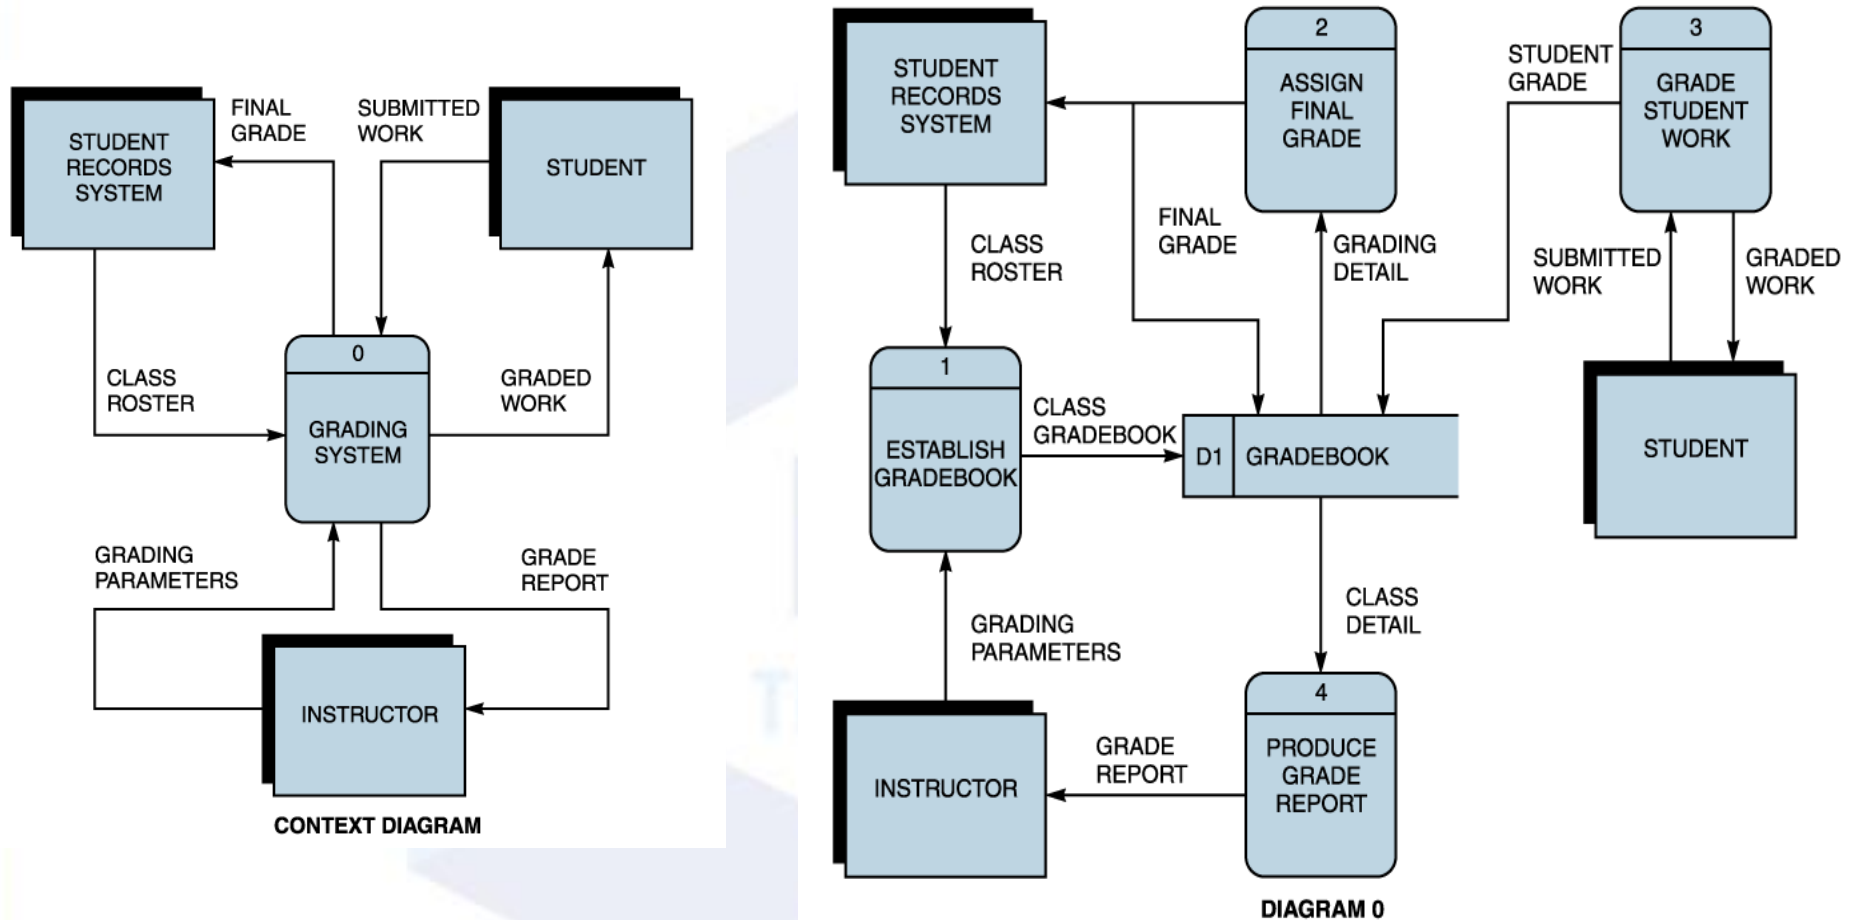 FINAL
GRADE
SUBMITTED
WORK
STUDENT
RECORDS
SYSTEM
STUDENT
0
GRADING
SYSTEM
CLASS
ROSTER
GRADED
WORK
GRADING
PARAMETERS
GRADE
REPORT
INSTRUCTOR
CONTEXT DIAGRAM
STUDENT
RECORDS
SYSTEM
2
ASSIGN
FINAL
GRADE
STUDENT
GRADE
3
GRADE
STUDENT
WORK
CLASS
ROSTER
FINAL
GRADE
GRADING
DETAIL
SUBMITTED
WORK
GRADED
WORK
1
ESTABLISH
GRADEBOOK
CLASS
GRADEBOOK
D1 GRADEBOOK
STUDENT
GRADING
PARAMETERS
CLASS
DETAIL
INSTRUCTOR
GRADE
REPORT
4
PRODUCE
GRADE
REPORT
DIAGRAM 0